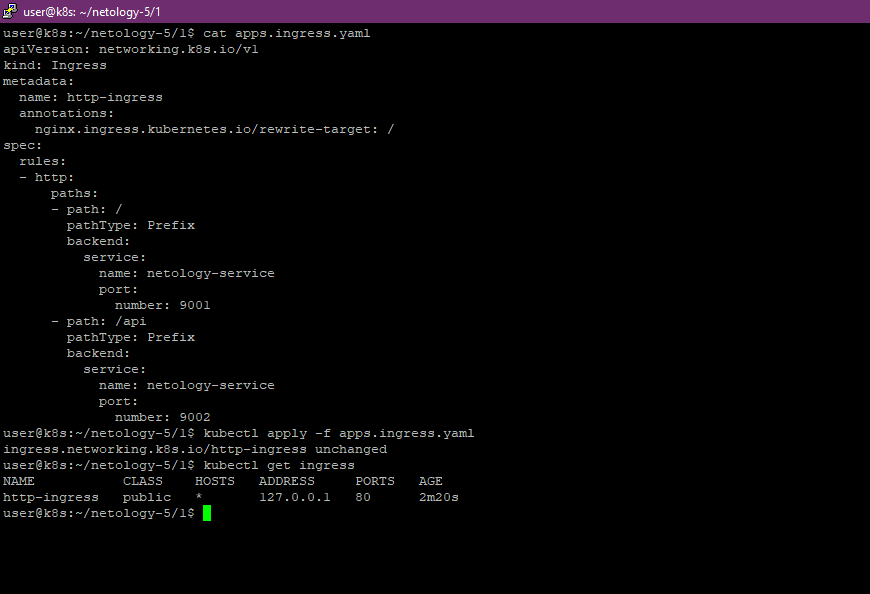 user@k8s: ~/netology-5/1
user@k8s:~/netology-5/1$ cat apps.ingress.yaml
apiVersion: networking.k8s.io/v1
kind: Ingress
metadata:
  name: http-ingress
  annotations:
    nginx.ingress.kubernetes.io/rewrite-target: /
spec:
  rules:
  - http:
      paths:
      - path: /
        pathType: Prefix
        backend:
          service:
            name: netology-service
            port:
              number: 9001
      - path: /api
        pathType: Prefix
        backend:
          service:
            name: netology-service
            port:
              number: 9002
user@k8s:~/netology-5/1$ kubectl apply -f apps.ingress.yaml
ingress.networking.k8s.io/http-ingress unchanged
user@k8s:~/netology-5/1$ kubectl get ingress
NAME           CLASS    HOSTS   ADDRESS     PORTS   AGE
http-ingress   public   *       127.0.0.1   80      2m20s
user@k8s:~/netology-5/1$